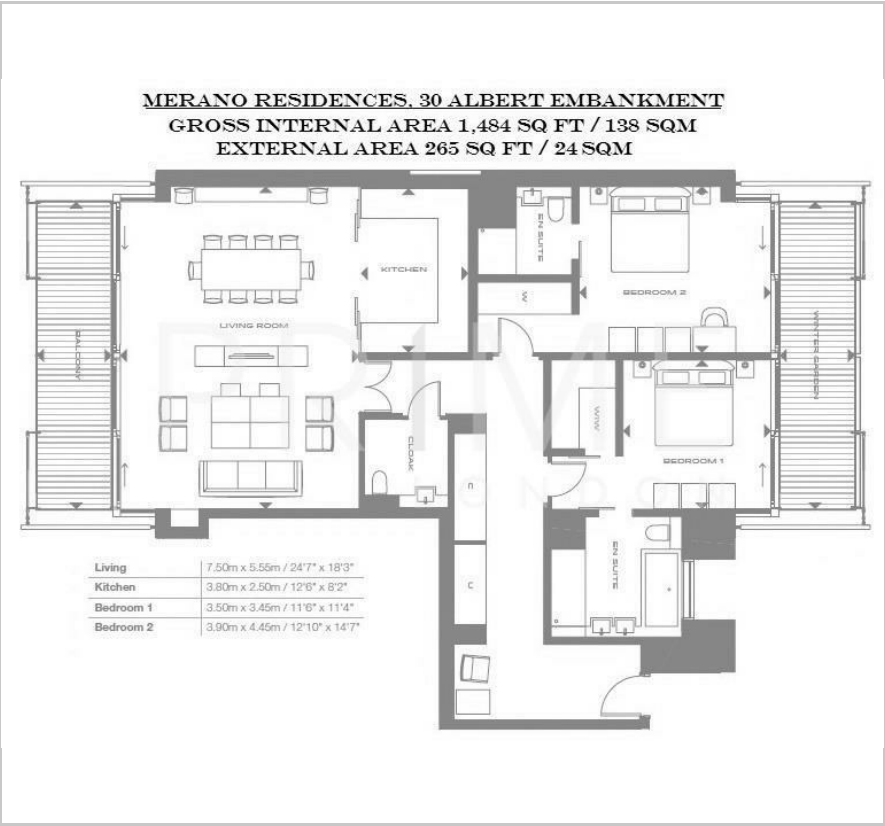 MERANO RESIDENCES, 30 ALBERT EMBANKMENT
GROSS INTERNAL AREA 1,484 SQ FT / 138 SQM
EXTERNAL AREA 265 SQ FT / 24 SQM
EN SUITE
KITCHEN
W
BEDROOM 2
LIVING ROOM
BALCONY
WINTER GARDEN
PRIME
LONDON
W/W
CLOAK
BEDROOM 1
U
EN SUITE
C
Living 7.50m x 5.55m / 24'7" x 18'3"
Kitchen 3.80m x 2.50m / 12'6" x 8'2"
Bedroom 1 3.50m x 3.45m / 11'6" x 11'4"
Bedroom 2 3.90m x 4.45m / 12'10" x 14'7"